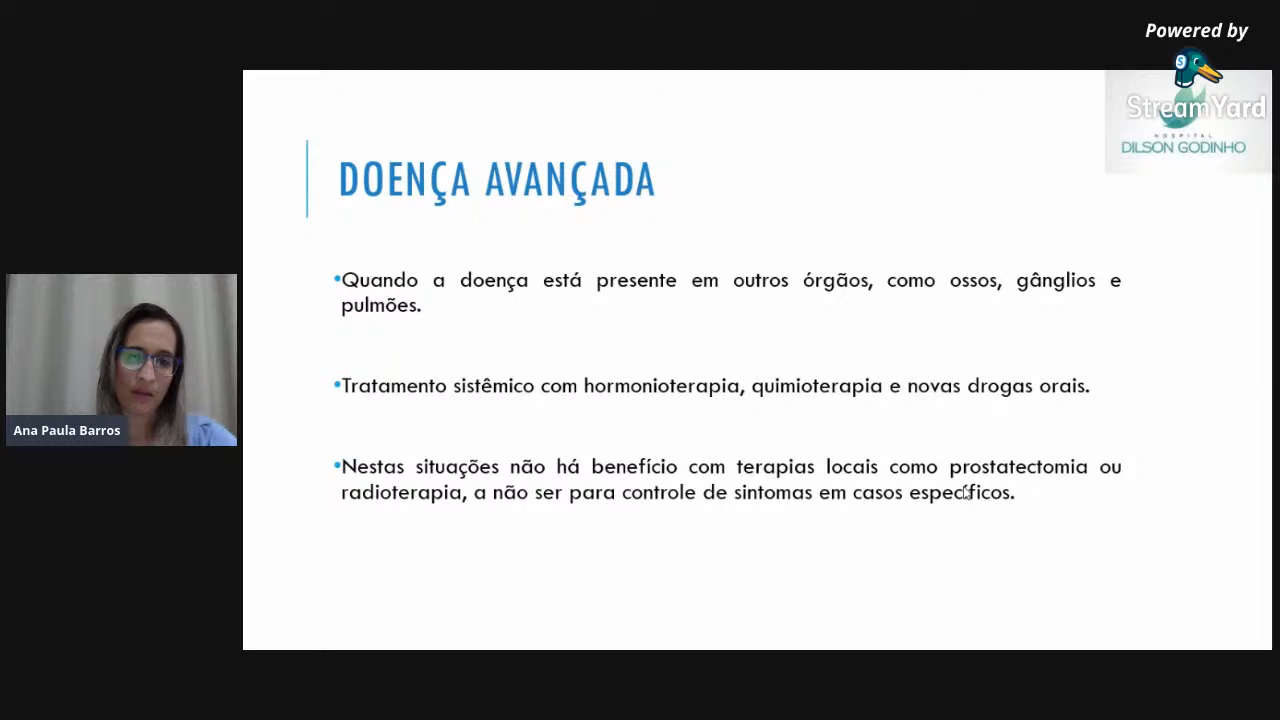 Powered by
StreamYard
HOSPITAL
DILSON GODINHO
DOENÇA AVANÇADA
•Quando a doença está presente em outros órgãos, como ossos, gânglios e
pulmões.
•Tratamento sistêmico com hormonioterapia, quimioterapia e novas drogas orais.
•Nestas situações não há benefício com terapias locais como prostatectomia ou
radioterapia, a não ser para controle de sintomas em casos específicos.
Ana Paula Barros